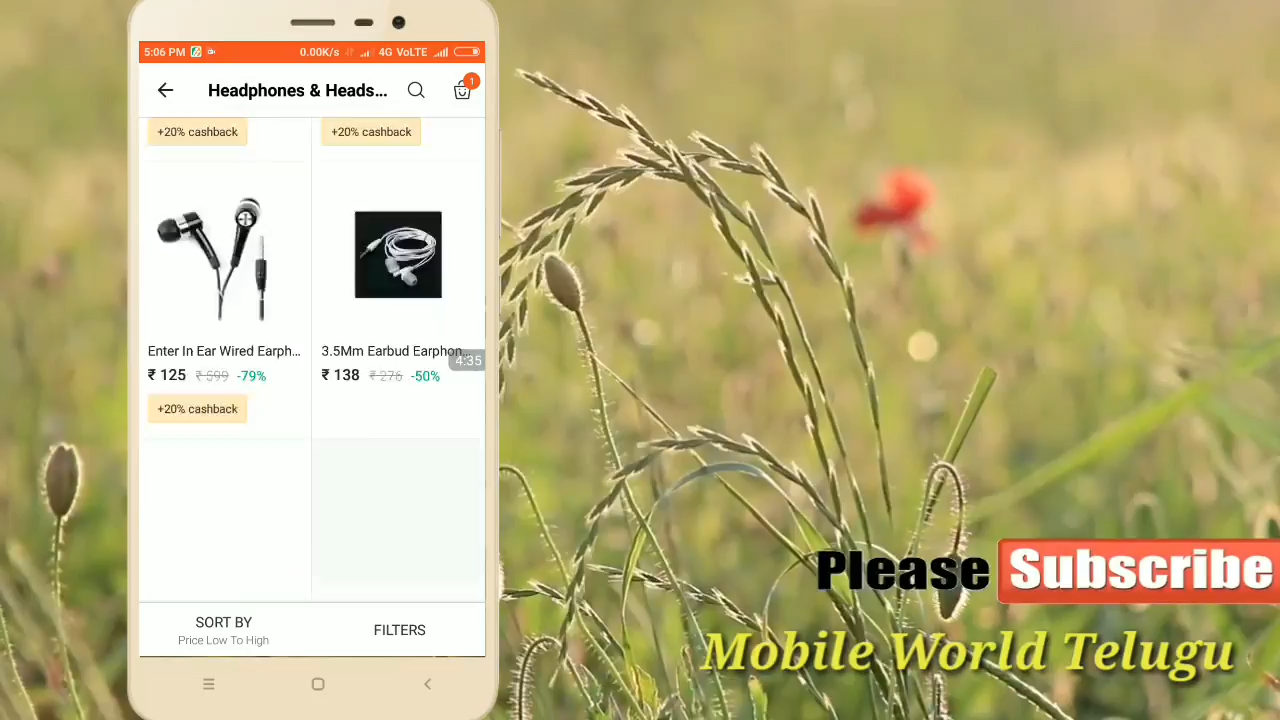 5:06 PM 0.00K/s 4G VoLTE
Headphones & Heads... 1
+20% cashback +20% cashback
Enter In Ear Wired Earph... 3.5Mm Earbud Earphon...
4:35
₹ 125 ₹ 599 -79% ₹ 138 ₹ 276 -50%
+20% cashback
SORT BY
Price Low To High
FILTERS
Please Subscribe
Mobile World Telugu